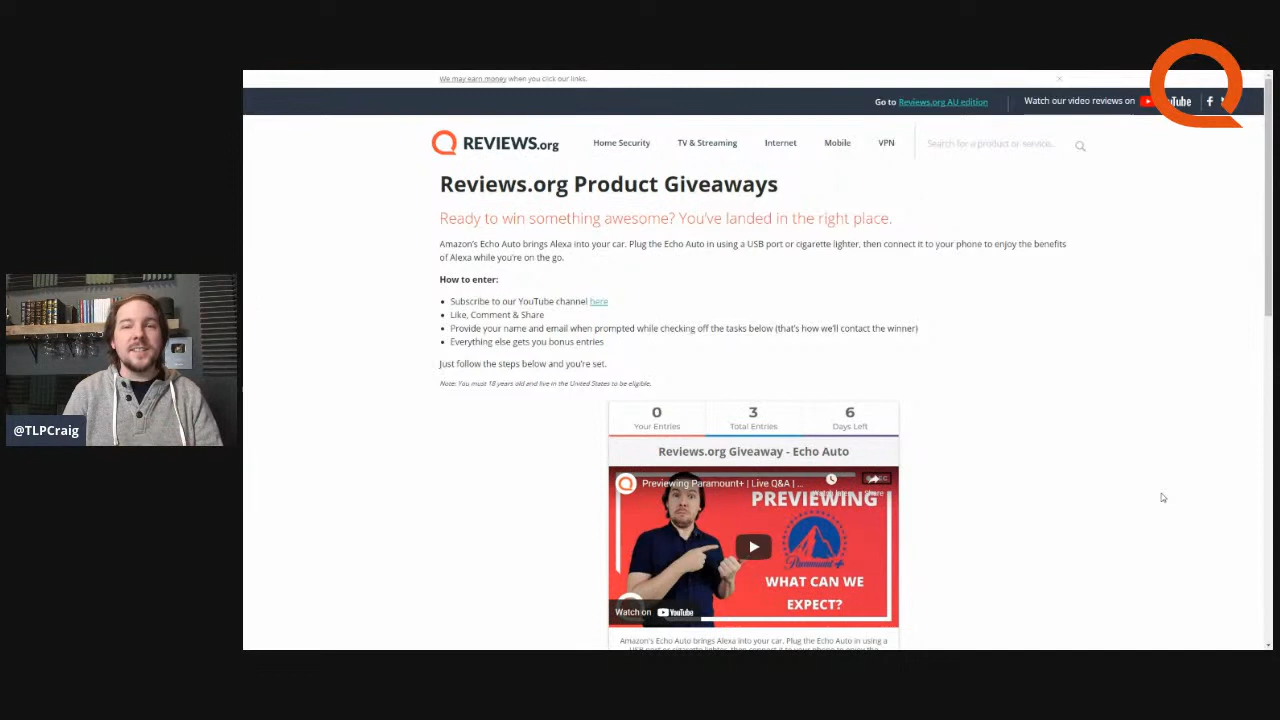 We may earn money when you click our links.
Go to Reviews.org AU edition
Watch our video reviews on
REVIEWS.org
Home Security
TV & Streaming
Internet
Mobile
VPN
Search for a product or service..
Reviews.org Product Giveaways
Ready to win something awesome? You've landed in the right place.
Amazon's Echo Auto brings Alexa into your car. Plug the Echo Auto in using a USB port or cigarette lighter, then connect it to your phone to enjoy the benefits
of Alexa while you're on the go.
How to enter:
Subscribe to our YouTube channel here
Like, Comment & Share
Provide your name and email when prompted while checking off the tasks below (that's how we'll contact the winner)
Everything else gets you bonus entries
Just follow the steps below and you're set.
Note: You must 18 years old and live in the United States to be eligible.
@TLPCraig
0
Your Entries
3
Total Entries
6
Days Left
Reviews.org Giveaway - Echo Auto
Previewing Paramount+ | Live Q&A | ...
Share
PREVIEWING
Paramount+
WHAT CAN WE
EXPECT?
Watch on YouTube
Amazon's Echo Auto brings Alexa into your car. Plug the Echo Auto in using a